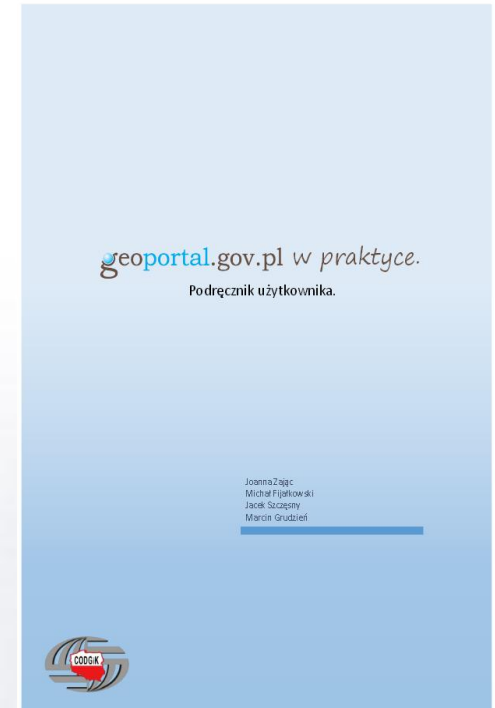 geoportal.gov.pl w praktyce.
Podręcznik użytkownika.
Joanna Zając
Michał Fijałkowski
Jacek Szczęsny
Marcin Grudzień
CODGiK